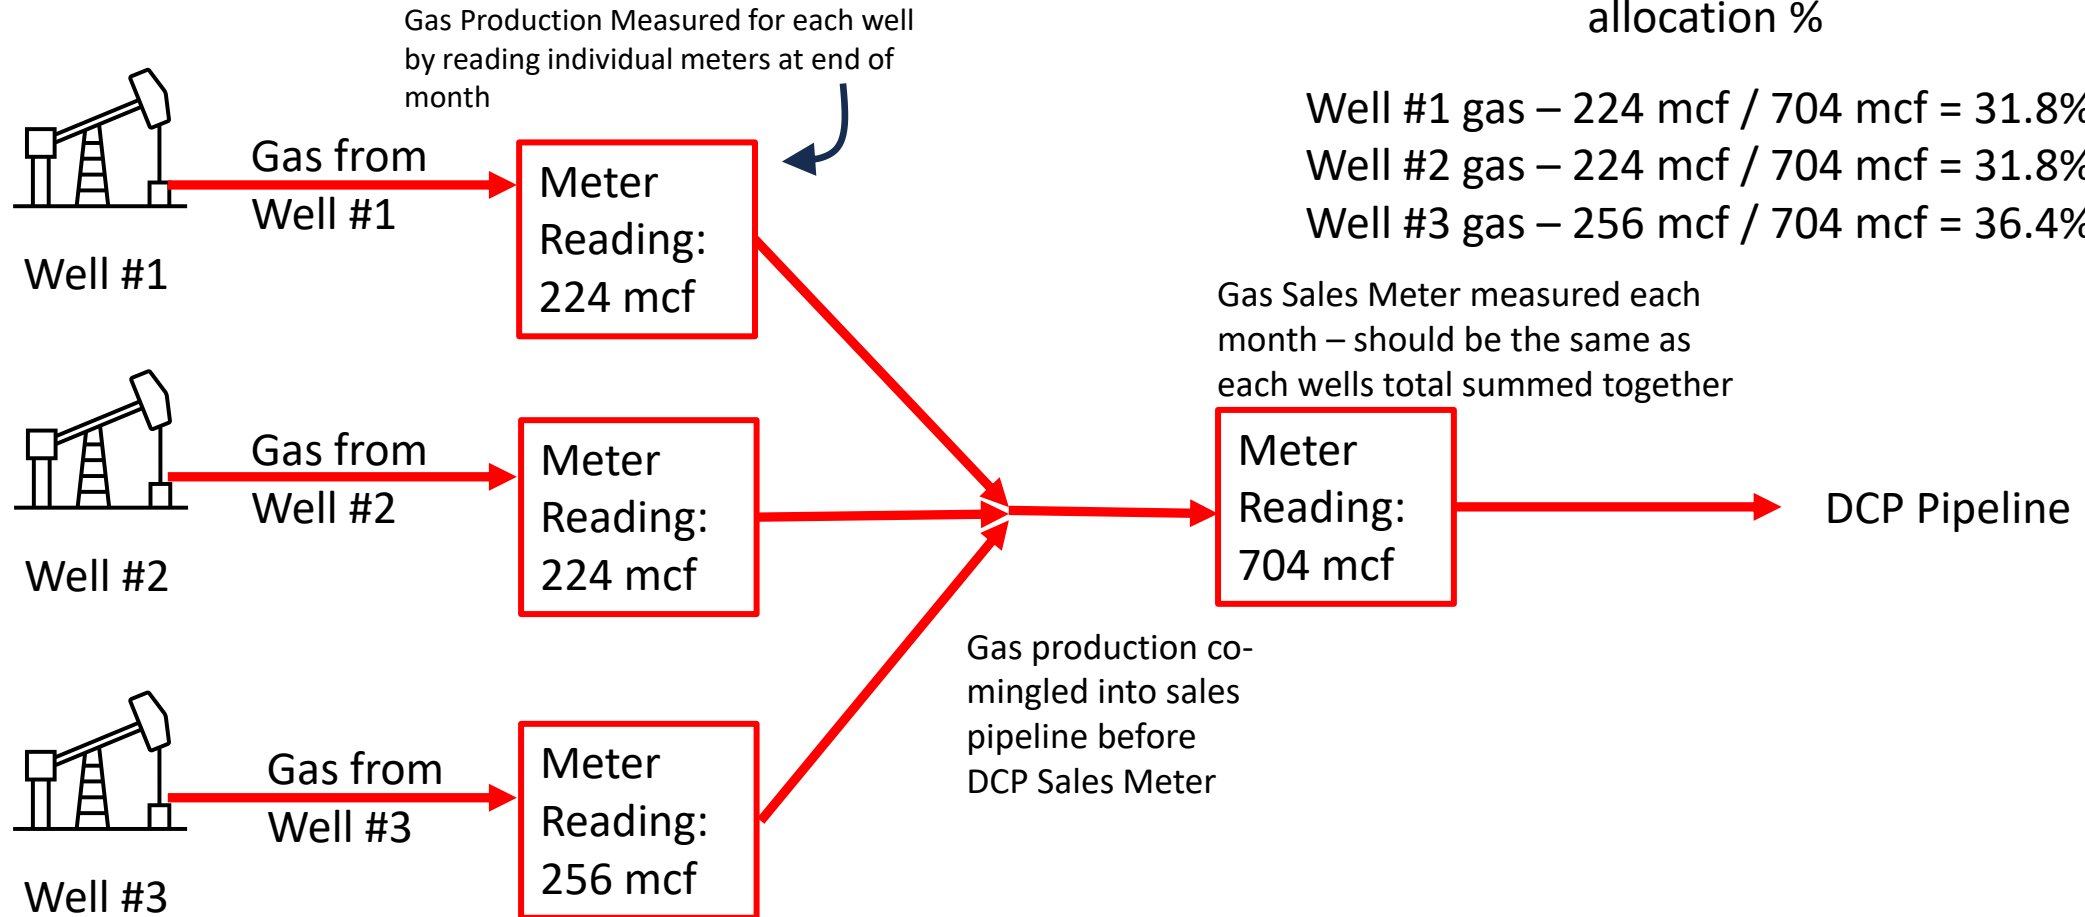 Gas Production Measured for each well
by reading individual meters at end of
month
allocation %
Well #1 gas – 224 mcf / 704 mcf = 31.8%
Well #2 gas – 224 mcf / 704 mcf = 31.8%
Well #3 gas – 256 mcf / 704 mcf = 36.4%
Gas from
Well #1
Meter
Reading:
224 mcf
Well #1
Gas Sales Meter measured each
month – should be the same as
each wells total summed together
Gas from
Well #2
Meter
Reading:
224 mcf
Well #2
Meter
Reading:
704 mcf
DCP Pipeline
Gas production co-
mingled into sales
pipeline before
DCP Sales Meter
Gas from
Well #3
Meter
Reading:
256 mcf
Well #3